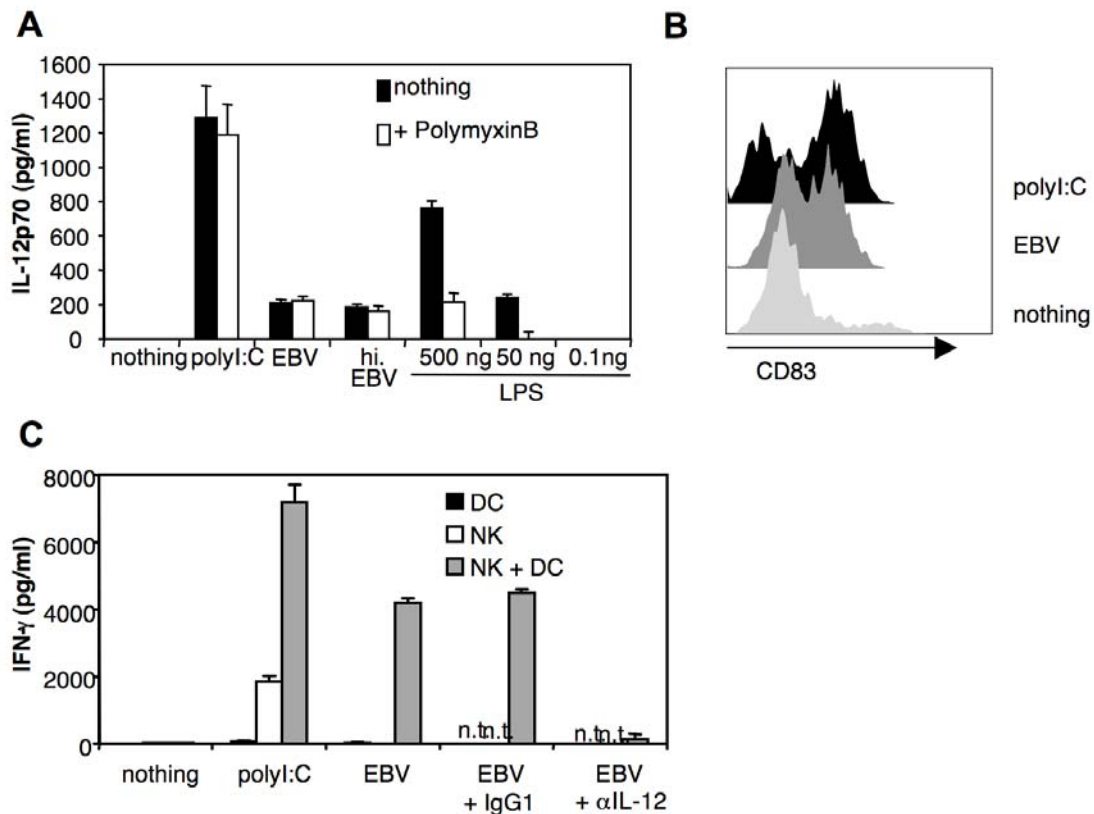 A
IL-12p70 (pg/ml)
1600
1400
1200
1000
800
600
400
200
0
nothing
+ PolymyxinB
nothing polyI:C EBV hi. EBV 500 ng 50 ng 0.1ng
LPS
B
polyI:C
EBV
nothing
CD83
C
IFN-γ (pg/ml)
8000
6000
4000
2000
0
DC
NK
NK + DC
n.t. n.t. n.t. n.t.
nothing polyI:C EBV EBV EBV
+ IgG1 + αIL-12